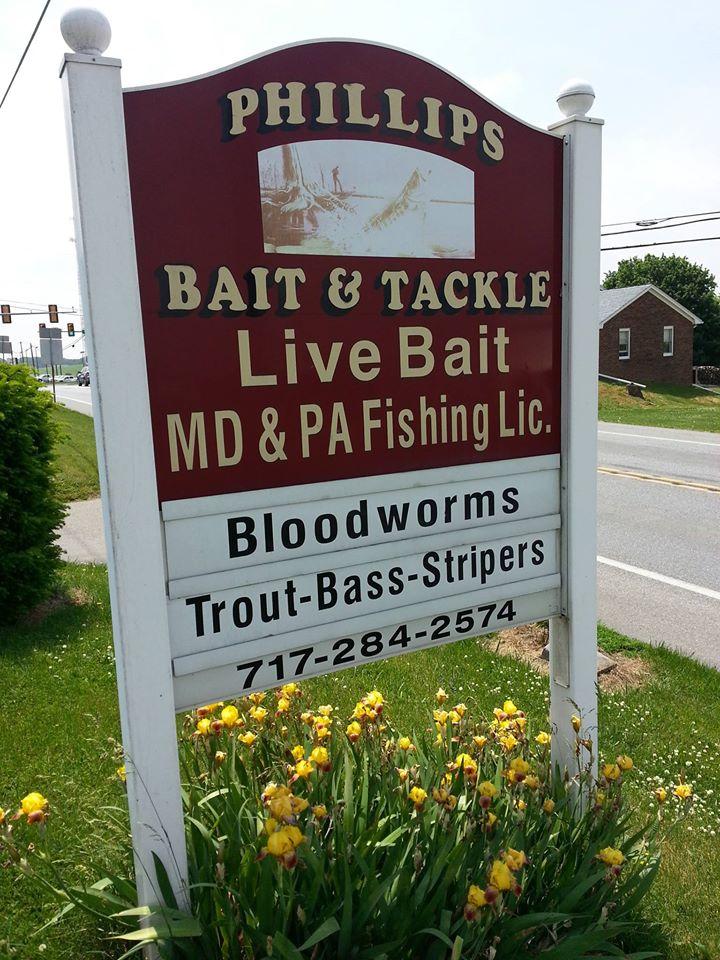 PHILLIPS
BAIT & TACKLE
Live Bait
MD & PA Fishing Lic.
Bloodworms
Trout-Bass-Stripers
717-284-2574